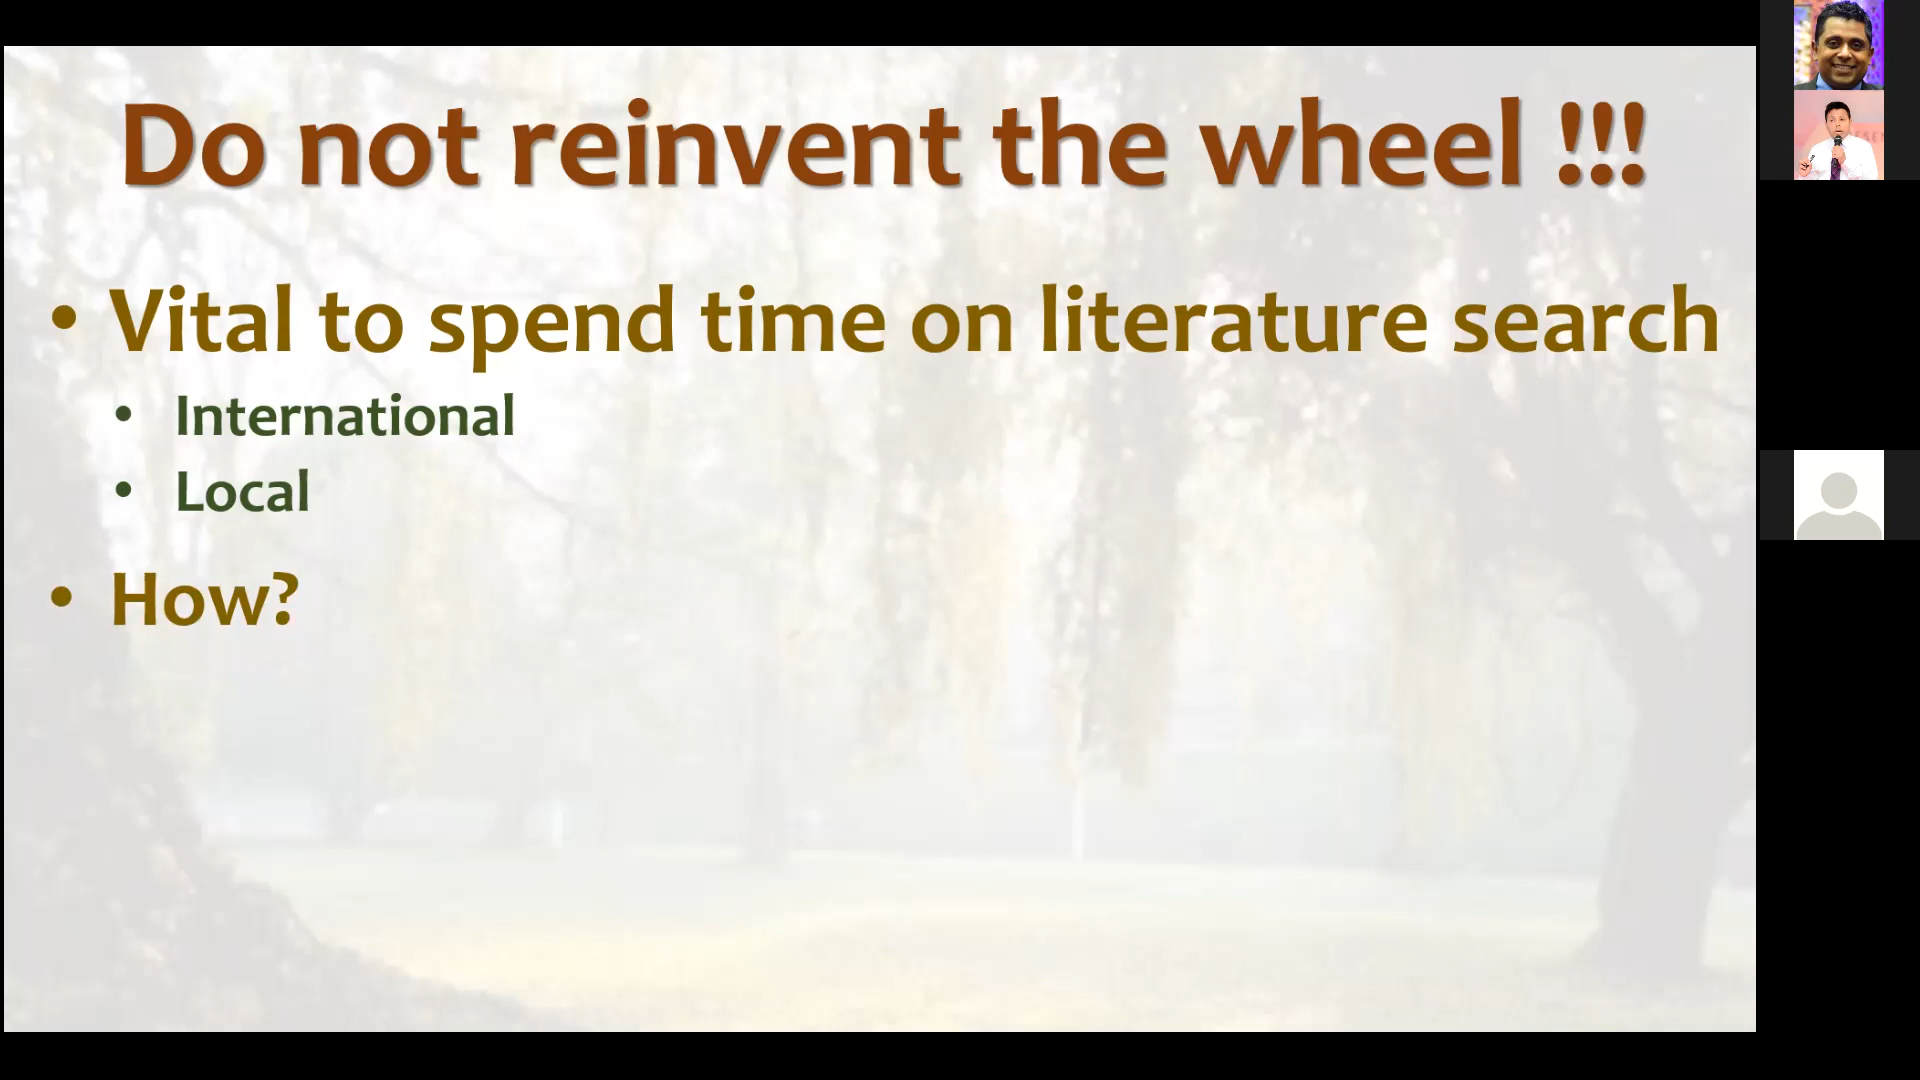 Do not reinvent the wheel !!!
• Vital to spend time on literature search
• International
• Local
• How?